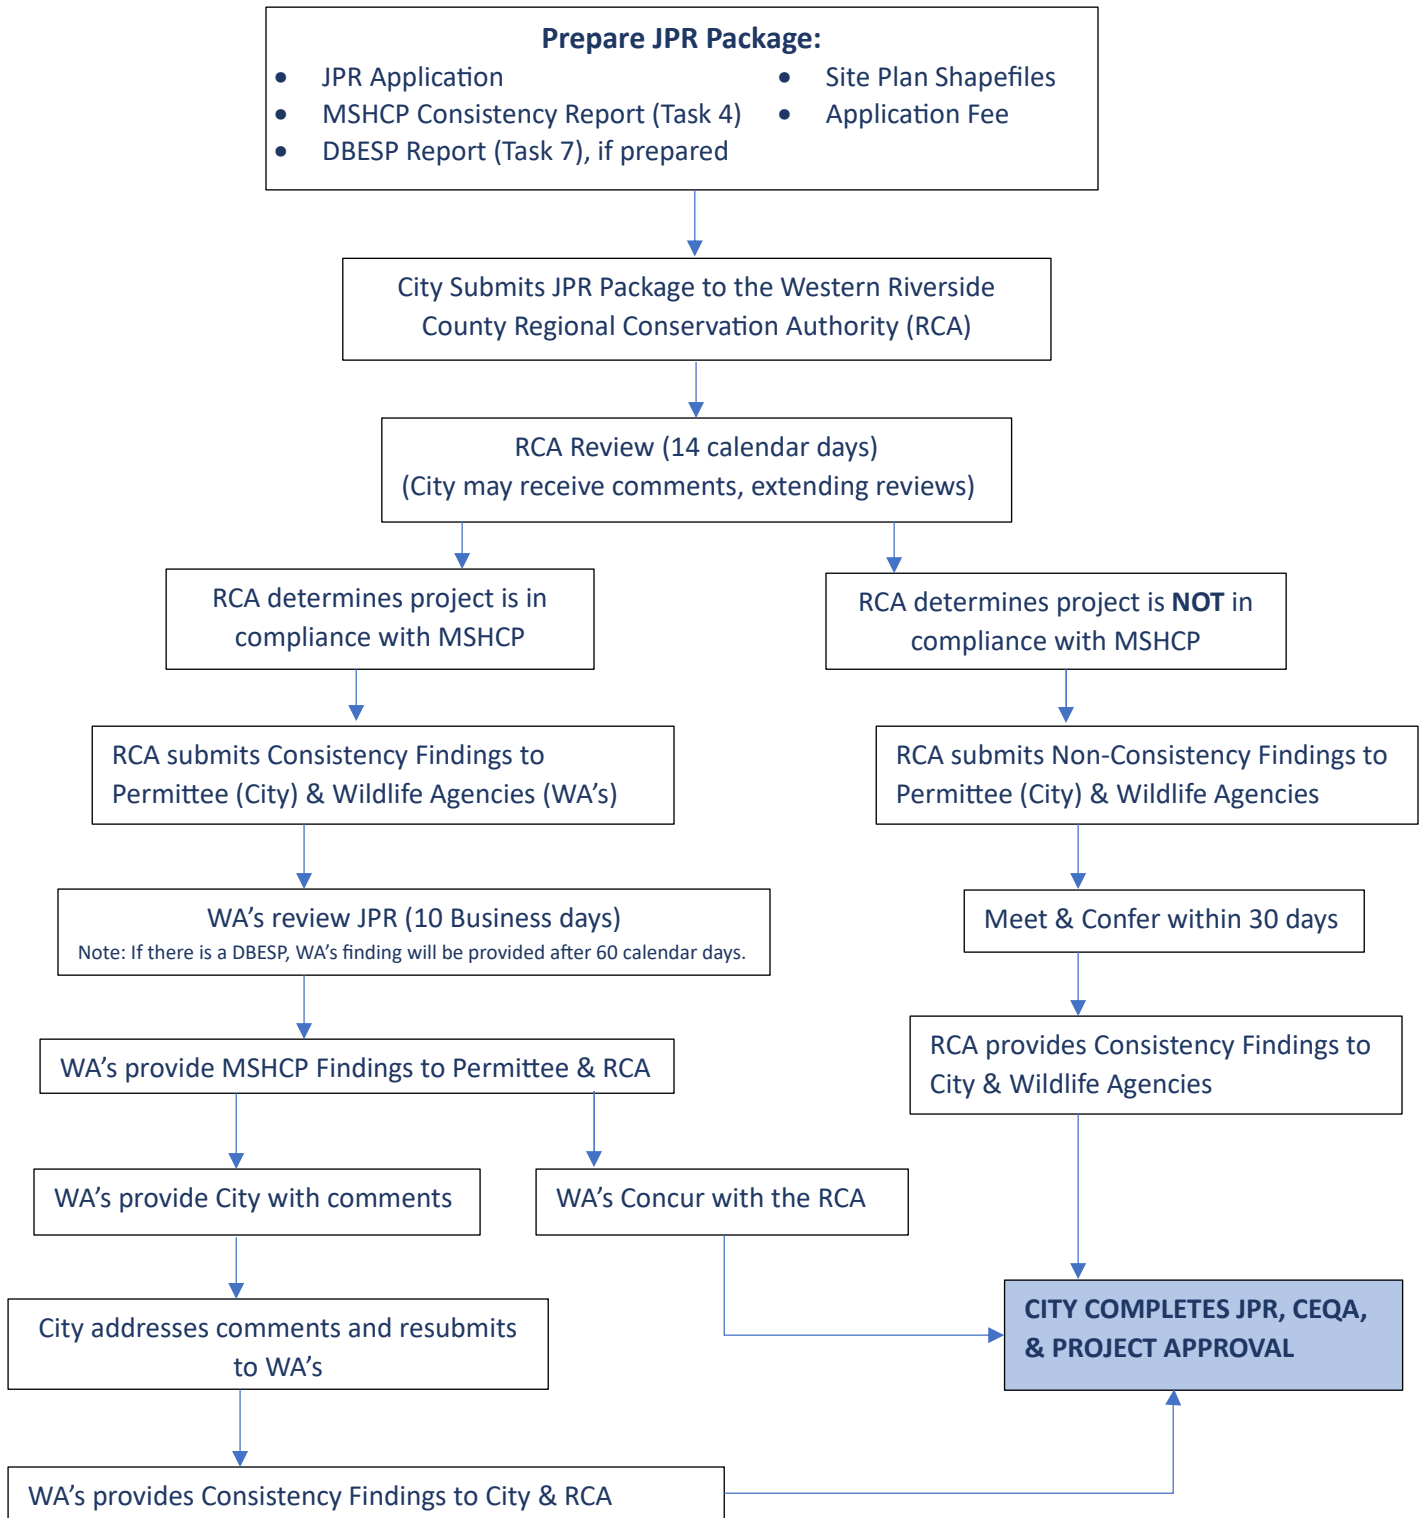 Prepare JPR Package:
• JPR Application
• MSHCP Consistency Report (Task 4)
• DBESP Report (Task 7), if prepared
• Site Plan Shapefiles
• Application Fee
City Submits JPR Package to the Western Riverside
County Regional Conservation Authority (RCA)
RCA Review (14 calendar days)
(City may receive comments, extending reviews)
RCA determines project is in
compliance with MSHCP
RCA determines project is NOT in
compliance with MSHCP
RCA submits Consistency Findings to
Permittee (City) & Wildlife Agencies (WA’s)
RCA submits Non-Consistency Findings to
Permittee (City) & Wildlife Agencies
WA’s review JPR (10 Business days)
Note: If there is a DBESP, WA’s finding will be provided after 60 calendar days.
Meet & Confer within 30 days
WA’s provide MSHCP Findings to Permittee & RCA
RCA provides Consistency Findings to
City & Wildlife Agencies
WA’s provide City with comments
WA’s Concur with the RCA
City addresses comments and resubmits
to WA’s
CITY COMPLETES JPR, CEQA,
& PROJECT APPROVAL
WA’s provides Consistency Findings to City & RCA